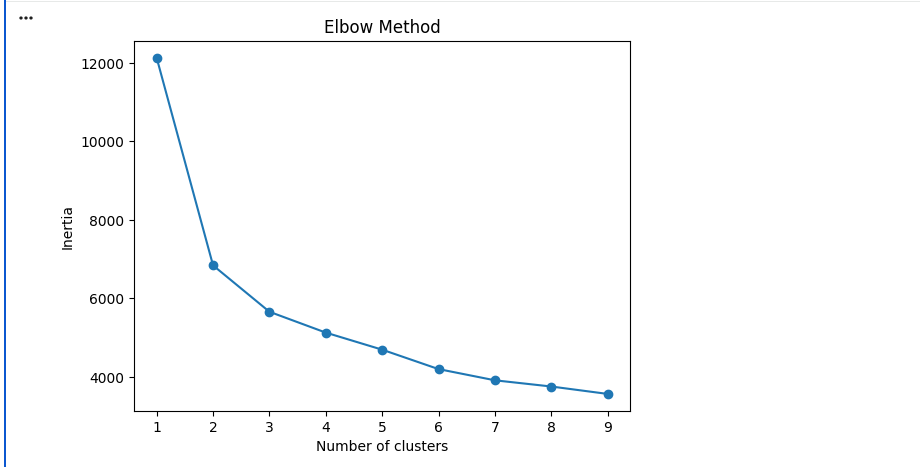 ...
Elbow Method
12000
10000
8000
6000
4000
Inertia
1 2 3 4 5 6 7 8 9
Number of clusters